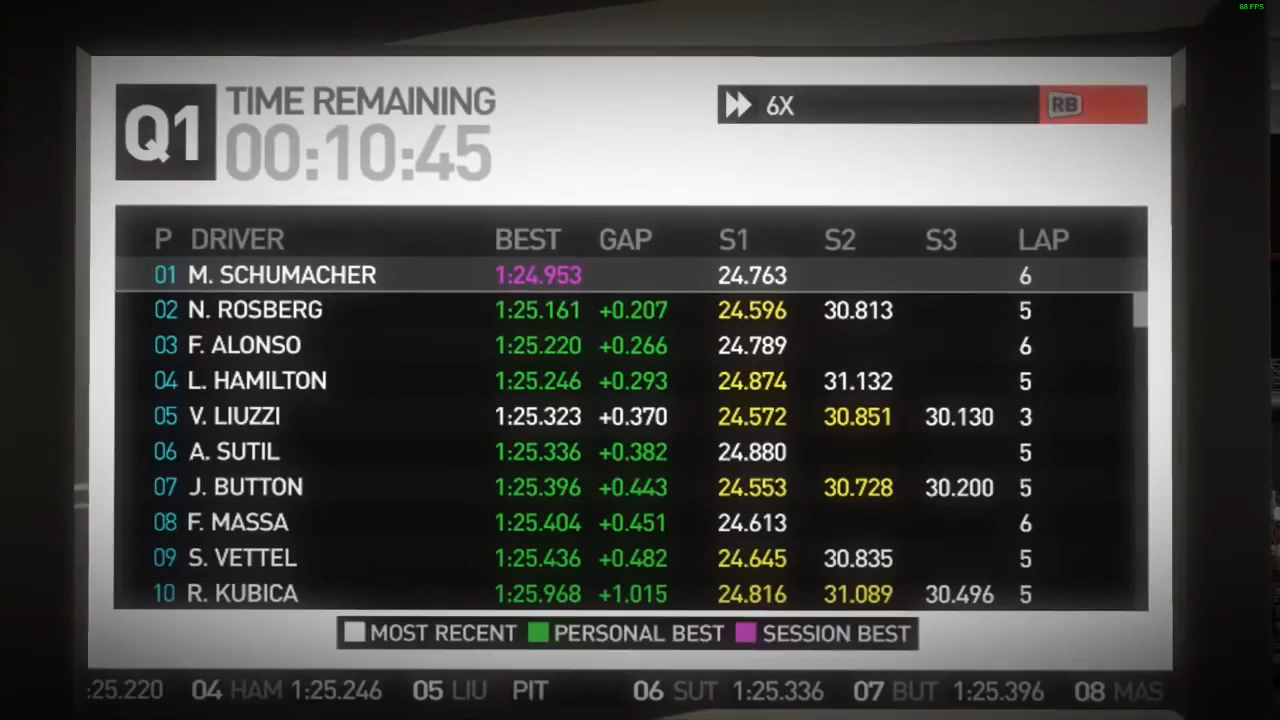 68 FPS
Q1 TIME REMAINING
00:10:45
6X RB
P DRIVER BEST GAP S1 S2 S3 LAP
01 M. SCHUMACHER 1:24.953 24.763 6
02 N. ROSBERG 1:25.161 +0.207 24.596 30.813 5
03 F. ALONSO 1:25.220 +0.266 24.789 6
04 L. HAMILTON 1:25.246 +0.293 24.874 31.132 5
05 V. LIUZZI 1:25.323 +0.370 24.572 30.851 30.130 3
06 A. SUTIL 1:25.336 +0.382 24.880 5
07 J. BUTTON 1:25.396 +0.443 24.553 30.728 30.200 5
08 F. MASSA 1:25.404 +0.451 24.613 6
09 S. VETTEL 1:25.436 +0.482 24.645 30.835 5
10 R. KUBICA 1:25.968 +1.015 24.816 31.089 30.496 5
MOST RECENT PERSONAL BEST SESSION BEST
:25.220 04 HAM 1:25.246 05 LIU PIT 06 SUT 1:25.336 07 BUT 1:25.396 08 MAS